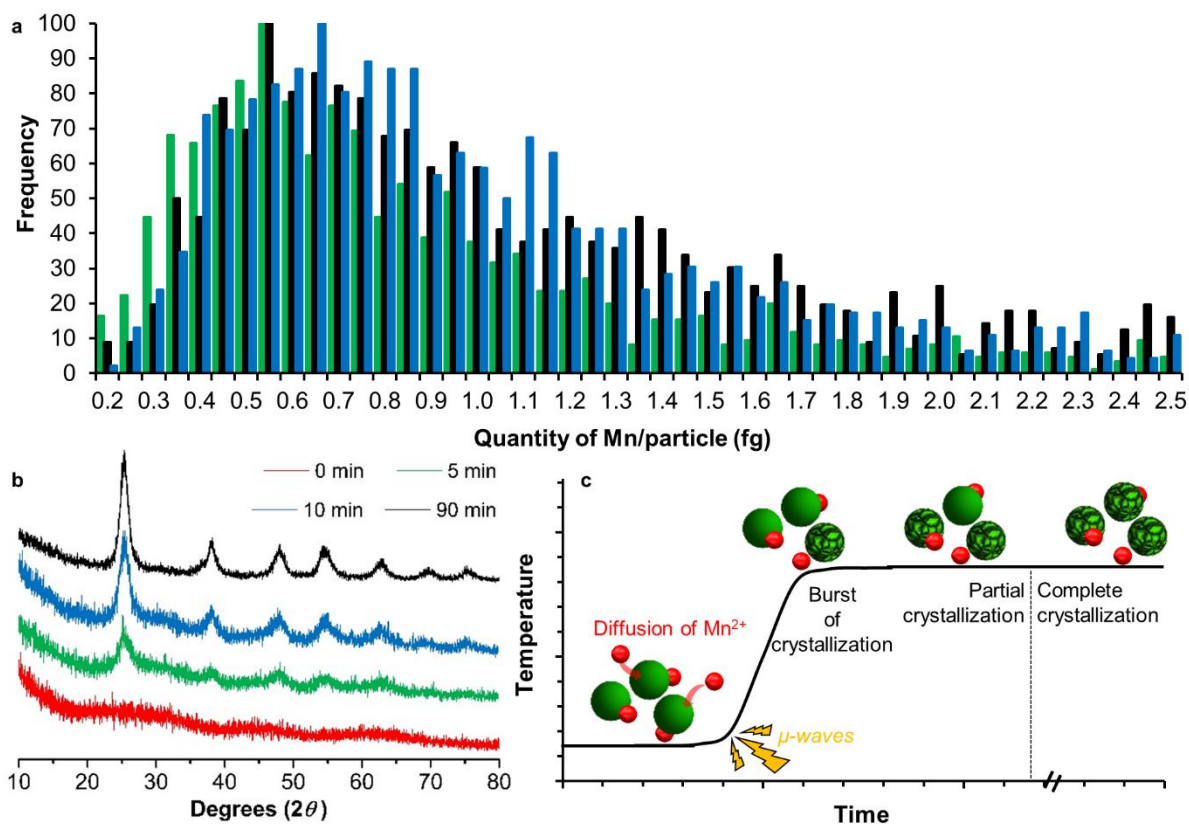 a
Frequency
100
90
80
70
60
50
40
30
20
10
0
0.2 0.3 0.4 0.5 0.6 0.7 0.8 0.9 1.0 1.1 1.2 1.3 1.4 1.5 1.6 1.7 1.8 1.9 2.0 2.1 2.2 2.3 2.4 2.5
Quantity of Mn/particle (fg)
b
0 min 5 min
10 min 90 min
10 20 30 40 50 60 70 80
Degrees (2θ)
c
Temperature
Diffusion of Mn²⁺
μ-waves
Burst
of
crystallization
Partial
crystallization
Complete
crystallization
Time